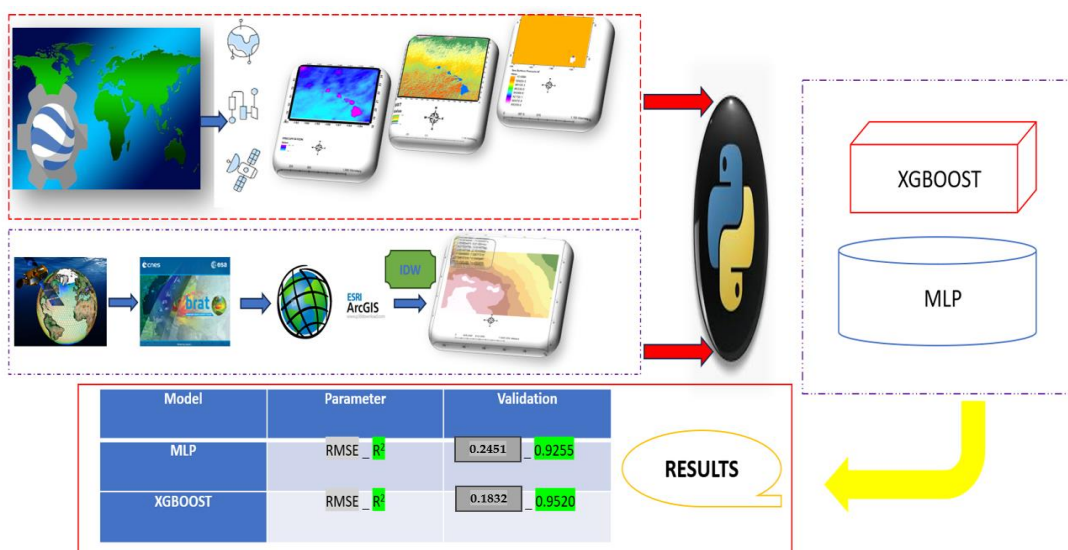 cnes
esa
brat
ESRI
ArcGIS
IDW
XGBOOST
MLP
Model Parameter Validation
MLP RMSE _ R² 0.2451 _ 0.9255
XGBOOST RMSE _ R² 0.1832 _ 0.9520
RESULTS